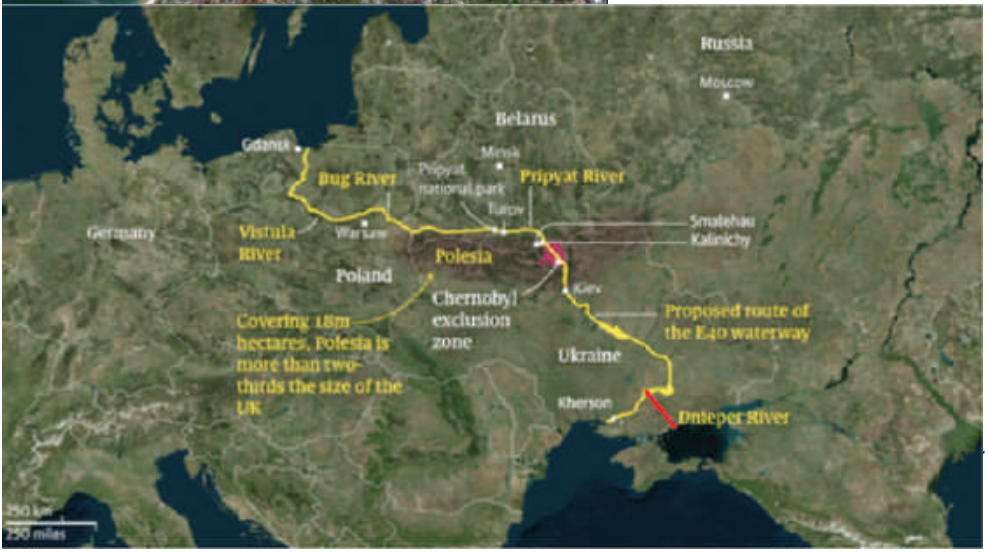 Russia
Moscow
Belarus
Gdansk
Minsk
Bug River
Pripyat
national park
Pripyat River
Turov
Smalehau
Kalinichy
Germany
Vistula
River
Warsaw
Polesia
Poland
Chernobyl
exclusion
zone
Kiev
Proposed route of
the E40 waterway
Covering 18m
hectares, Polesia is
more than two-
thirds the size of the
UK
Ukraine
Kherson
Dnieper River
250 km
250 miles